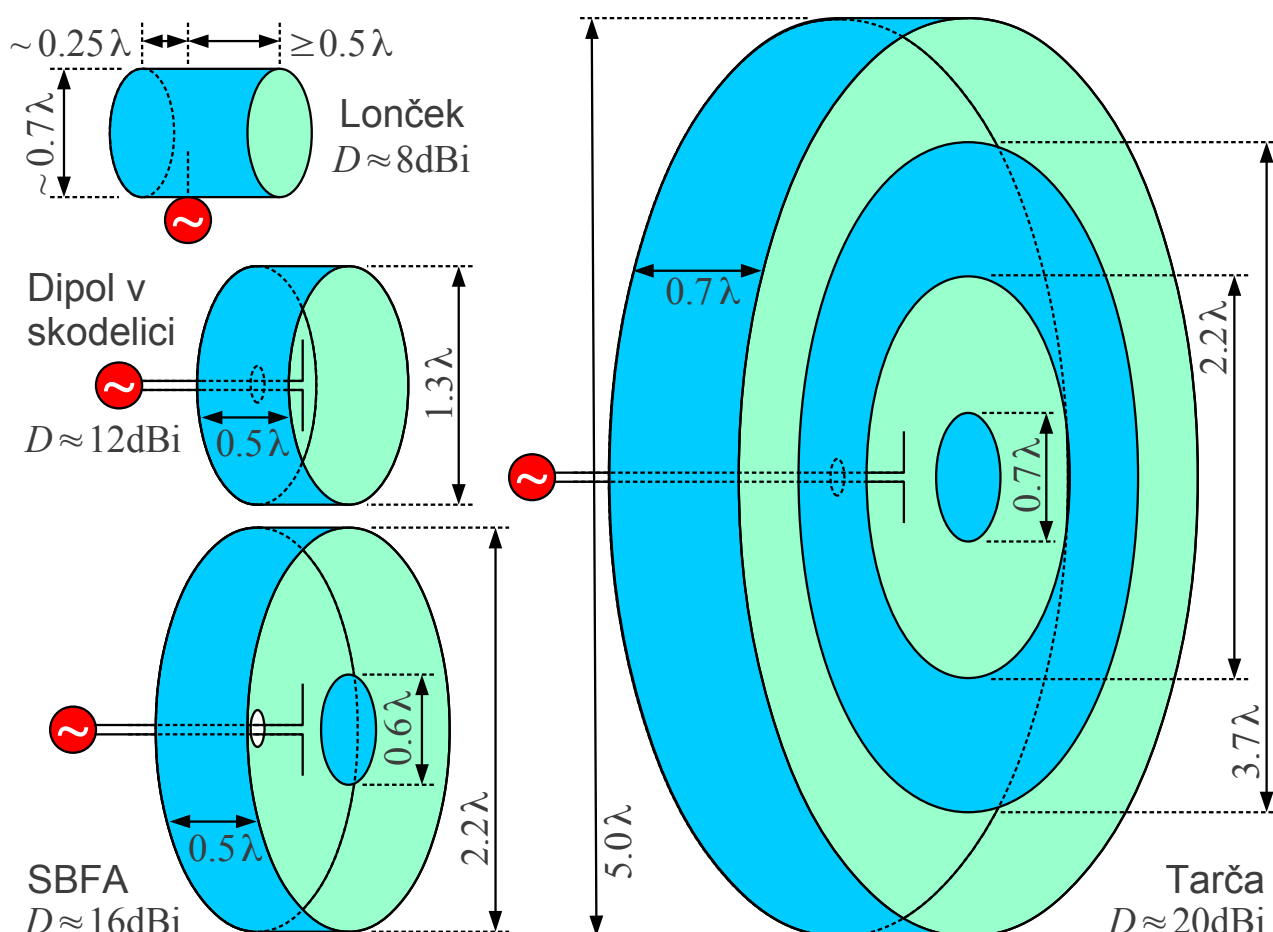 ~0.25λ
≥0.5λ
~0.7λ
Lonček
D≈8dBi
~
Dipol v
skodelici
~
D≈12dBi
0.5λ
1.3λ
~
0.5λ
0.6λ
2.2λ
SBFA
D≈16dBi
0.7λ
~
0.7λ
2.2λ
3.7λ
5.0λ
Tarča
D≈20dBi